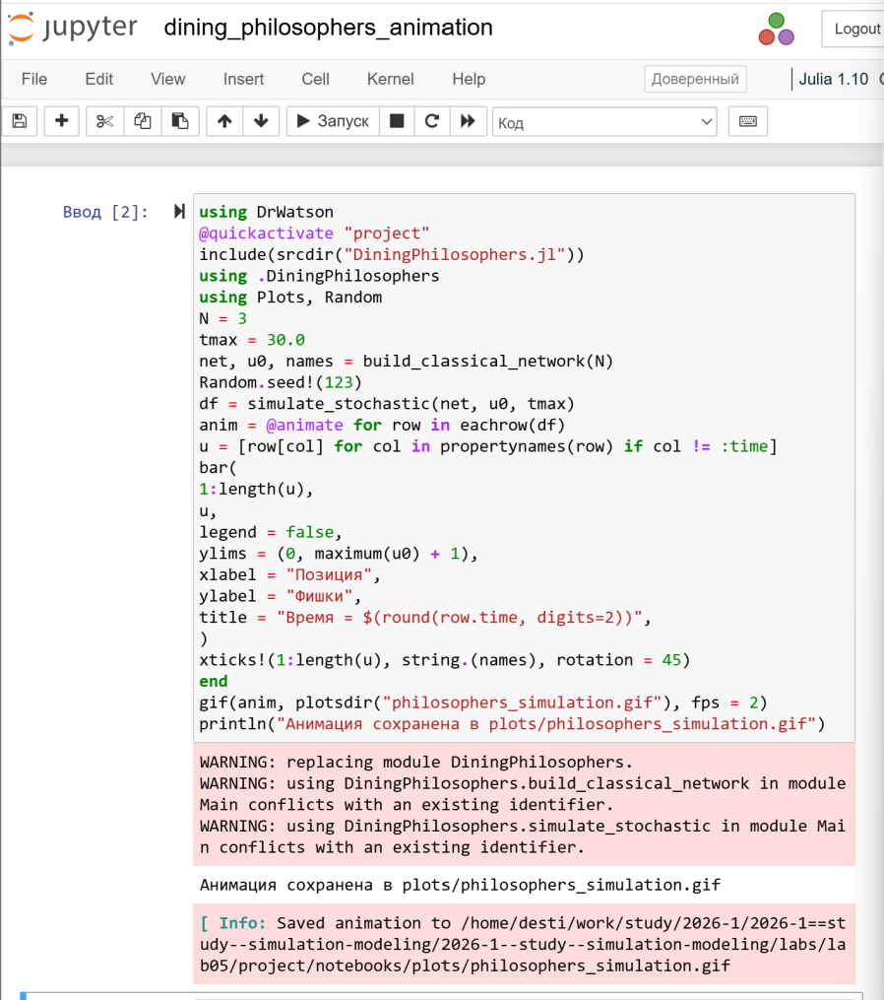 jupyter dining_philosophers_animation
Logout
File Edit View Insert Cell Kernel Help
Доверенный
Julia 1.10
Запуск
Код
Ввод [2]:
using DrWatson
@quickactivate "project"
include(srcdir("DiningPhilosophers.jl"))
using .DiningPhilosophers
using Plots, Random
N = 3
tmax = 30.0
net, u0, names = build_classical_network(N)
Random.seed!(123)
df = simulate_stochastic(net, u0, tmax)
anim = @animate for row in eachrow(df)
u = [row[col] for col in propertynames(row) if col != :time]
bar(
1:length(u),
u,
legend = false,
ylims = (0, maximum(u0) + 1),
xlabel = "Позиция",
ylabel = "Фишки",
title = "Время = $(round(row.time, digits=2))",
)
xticks!(1:length(u), string.(names), rotation = 45)
end
gif(anim, plotsdir("philosophers_simulation.gif"), fps = 2)
println("Анимация сохранена в plots/philosophers_simulation.gif")
WARNING: replacing module DiningPhilosophers.
WARNING: using DiningPhilosophers.build_classical_network in module
Main conflicts with an existing identifier.
WARNING: using DiningPhilosophers.simulate_stochastic in module Mai
n conflicts with an existing identifier.
Анимация сохранена в plots/philosophers_simulation.gif
[ Info: Saved animation to /home/desti/work/study/2026-1/2026-1==st
udy--simulation-modeling/2026-1--study--simulation-modeling/labs/la
b05/project/notebooks/plots/philosophers_simulation.gif